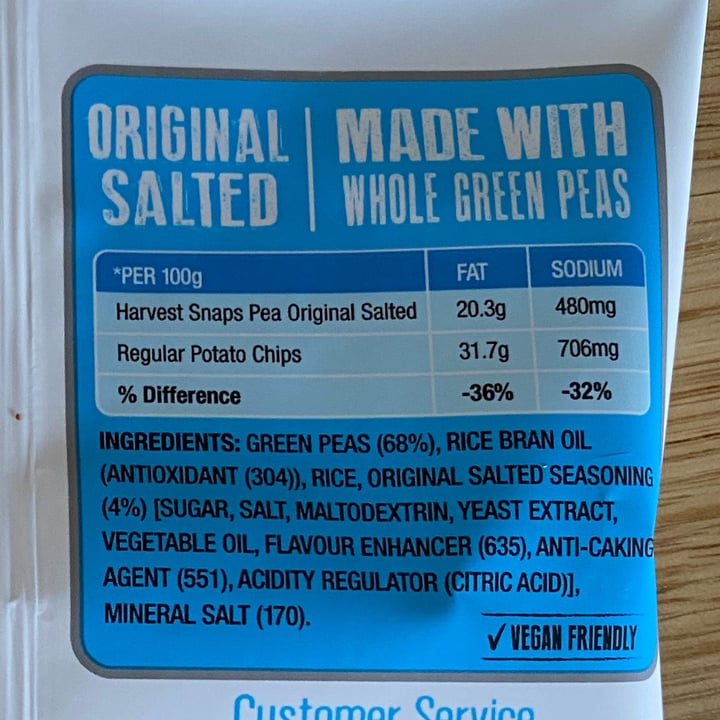 ORIGINAL SALTED
MADE WITH WHOLE GREEN PEAS
*PER 100g FAT SODIUM
Harvest Snaps Pea Original Salted 20.3g 480mg
Regular Potato Chips 31.7g 706mg
% Difference -36% -32%
INGREDIENTS: GREEN PEAS (68%), RICE BRAN OIL
(ANTIOXIDANT (304)), RICE, ORIGINAL SALTED SEASONING
(4%) [SUGAR, SALT, MALTODEXTRIN, YEAST EXTRACT,
VEGETABLE OIL, FLAVOUR ENHANCER (635), ANTI-CAKING
AGENT (551), ACIDITY REGULATOR (CITRIC ACID)],
MINERAL SALT (170).
✓ VEGAN FRIENDLY
Customer Service